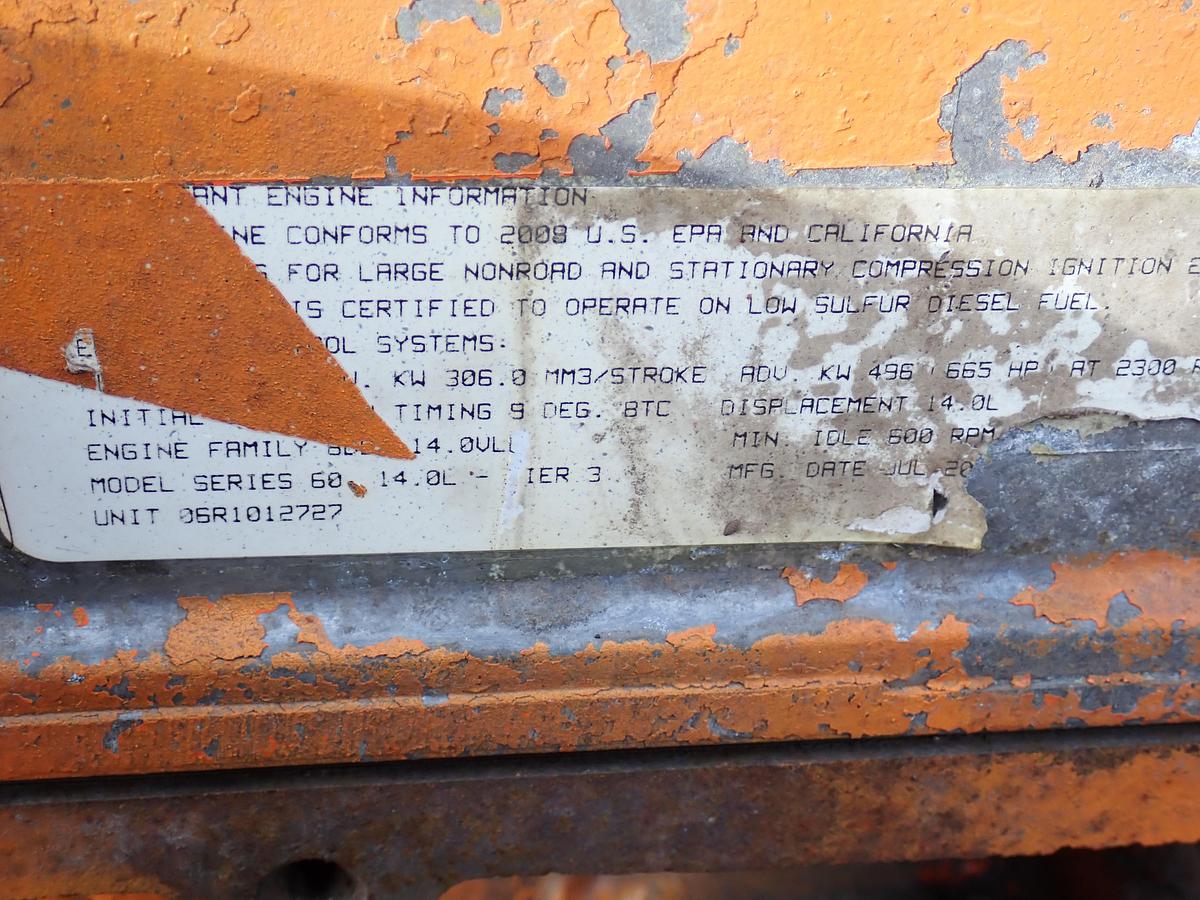 ANT ENGINE INFORMATION
NE CONFORMS TO 2008 U.S. EPA AND CALIFORNIA
S FOR LARGE NONROAD AND STATIONARY COMPRESSION IGNITION E
IS CERTIFIED TO OPERATE ON LOW SULFUR DIESEL FUEL.
E OL SYSTEMS:
. KW 306.0 MM3/STROKE ADV. KW 496 ( 665 HP) AT 2300 R
INITIAL TIMING 9 DEG. BTC DISPLACEMENT 14.0L
ENGINE FAMILY 14.0VLL MIN. IDLE 600 RPM
MODEL SERIES 60 14.0L - IER 3 MFG. DATE JUL 20
UNIT 06R1012727